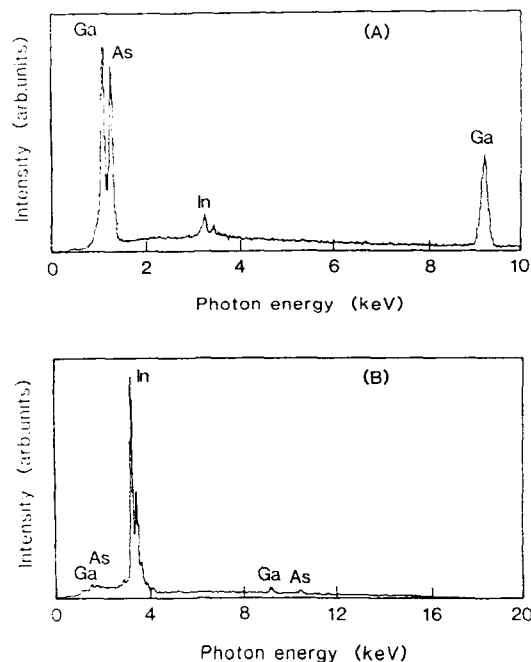 (A)
Ga
As
In
Ga
Intensity (arb.units)
0 2 4 6 8 10
Photon energy (keV)
(B)
In
As
Ga
Ga
As
Intensity (arb.units)
0 4 8 12 16 20
Photon energy (keV)